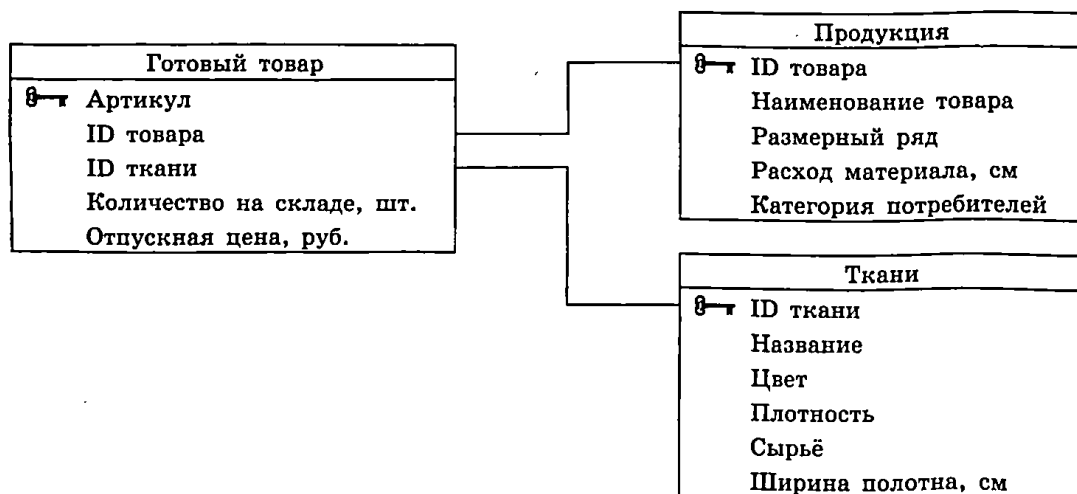 Готовый товар
Артикул
ID товара
ID ткани
Количество на складе, шт.
Отпускная цена, руб.
Продукция
ID товара
Наименование товара
Размерный ряд
Расход материала, см
Категория потребителей
Ткани
ID ткани
Название
Цвет
Плотность
Сырьё
Ширина полотна, см